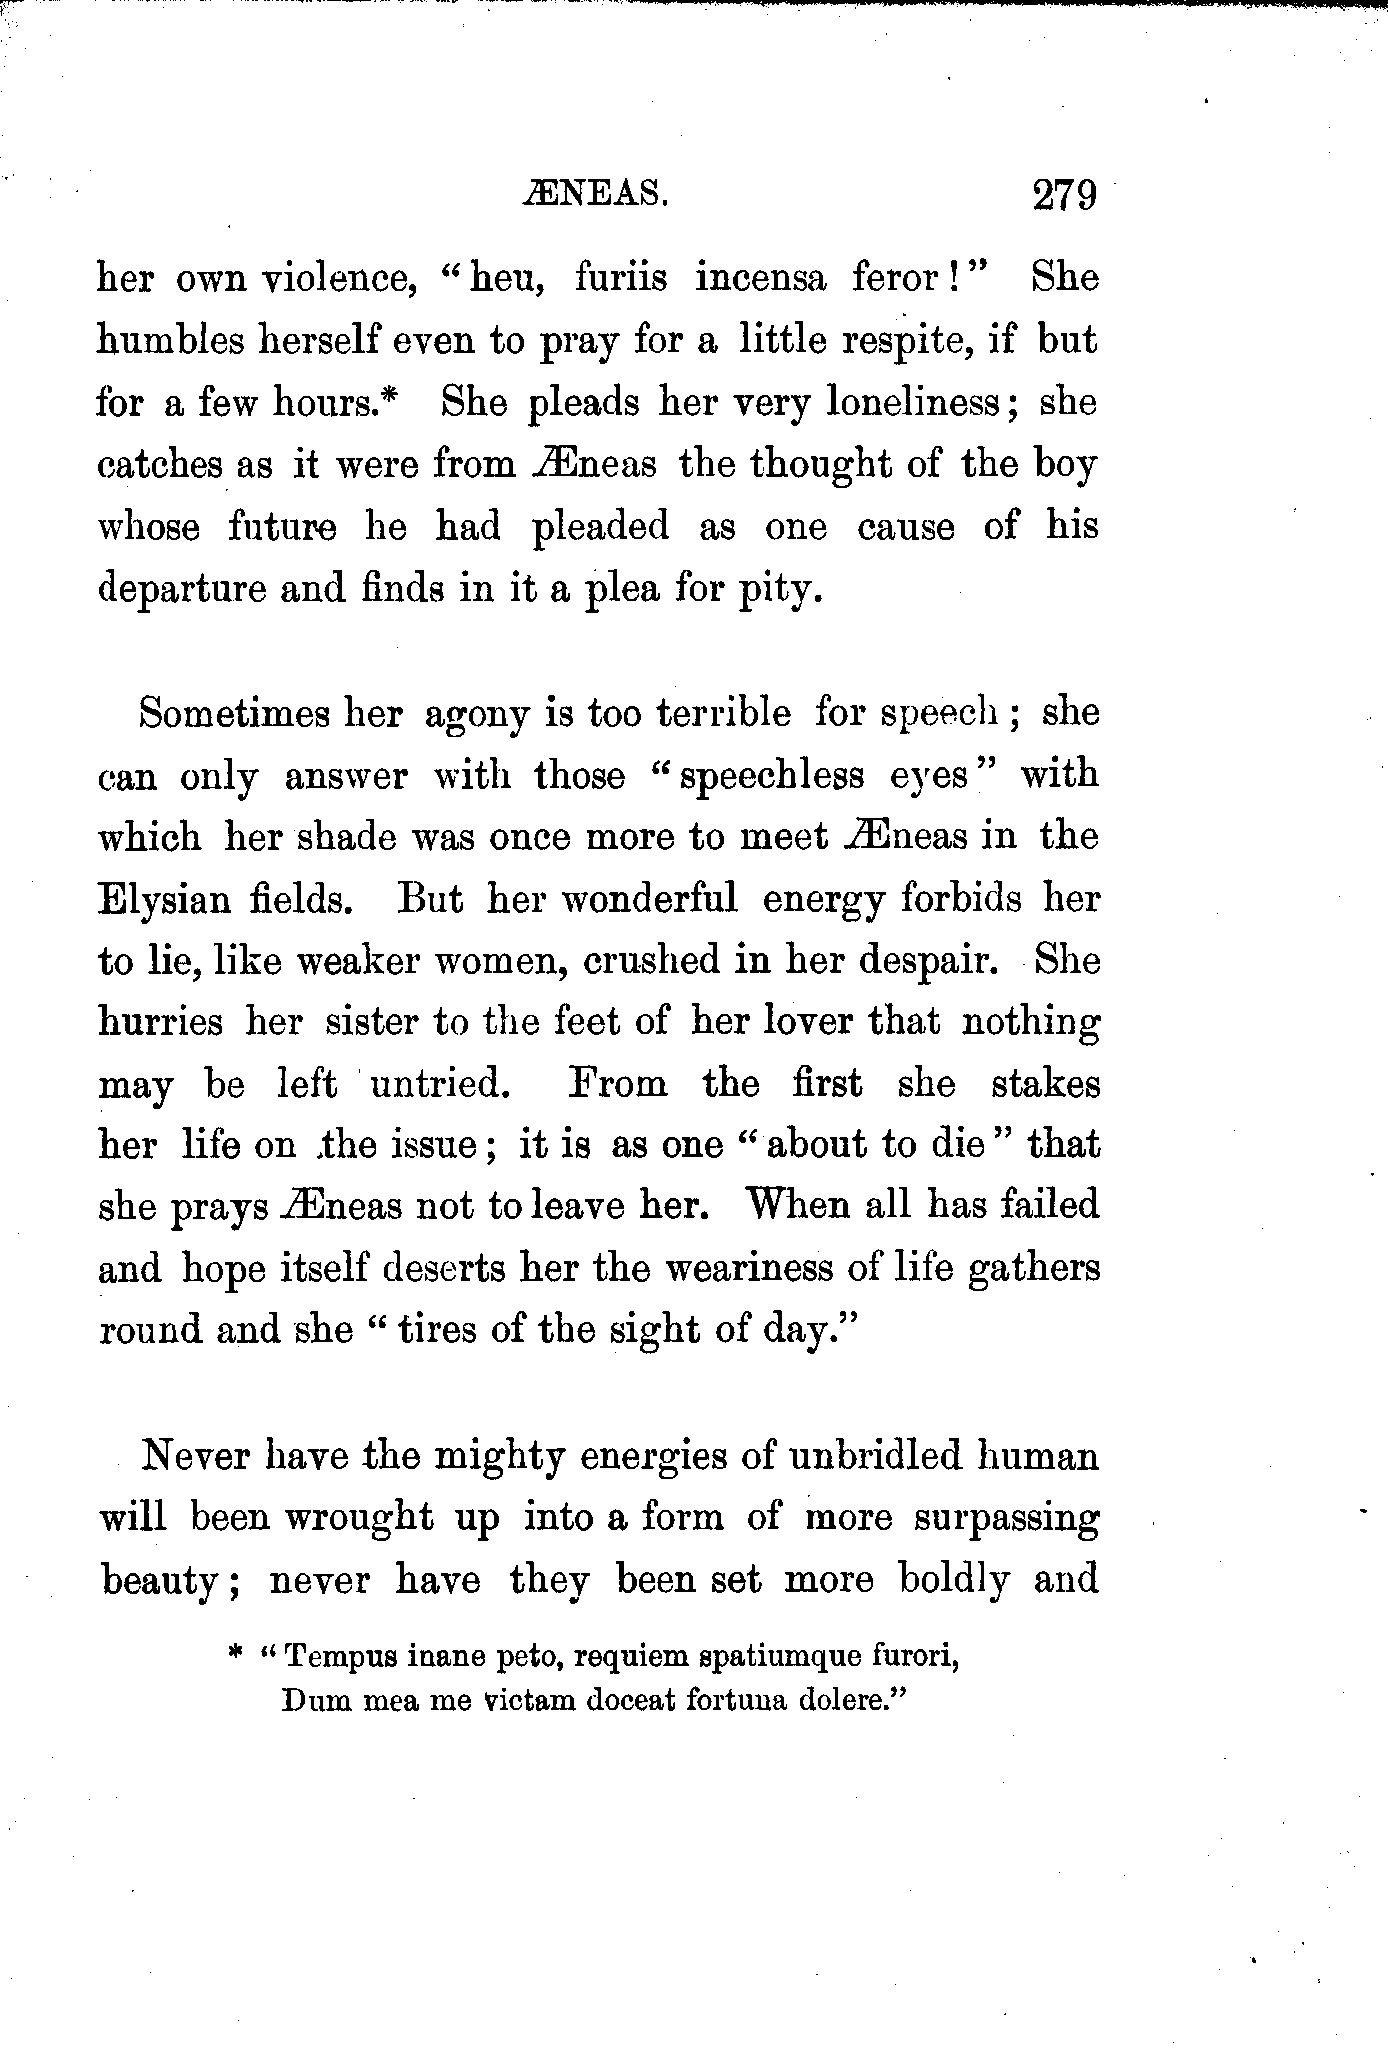 ÆNEAS. 279
her own violence, “heu, furiis incensa feror!” She
humbles herself even to pray for a little respite, if but
for a few hours.* She pleads her very loneliness; she
catches as it were from Æneas the thought of the boy
whose future he had pleaded as one cause of his
departure and finds in it a plea for pity.
Sometimes her agony is too terrible for speech; she
can only answer with those “speechless eyes” with
which her shade was once more to meet Æneas in the
Elysian fields. But her wonderful energy forbids her
to lie, like weaker women, crushed in her despair. She
hurries her sister to the feet of her lover that nothing
may be left untried. From the first she stakes
her life on the issue; it is as one “about to die” that
she prays Æneas not to leave her. When all has failed
and hope itself deserts her the weariness of life gathers
round and she “tires of the sight of day.”
Never have the mighty energies of unbridled human
will been wrought up into a form of more surpassing
beauty; never have they been set more boldly and
* “Tempus inane peto, requiem spatiumque furori,
Dum mea me victam doceat fortuna dolere.”